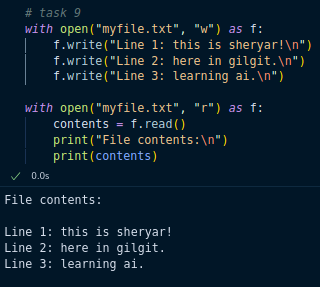 # task 9
with open("myfile.txt", "w") as f:
    f.write("Line 1: this is sheryar!\n")
    f.write("Line 2: here in gilgit.\n")
    f.write("Line 3: learning ai.\n")

with open("myfile.txt", "r") as f:
    contents = f.read()
    print("File contents:\n")
    print(contents)
0.0s
File contents:

Line 1: this is sheryar!
Line 2: here in gilgit.
Line 3: learning ai.